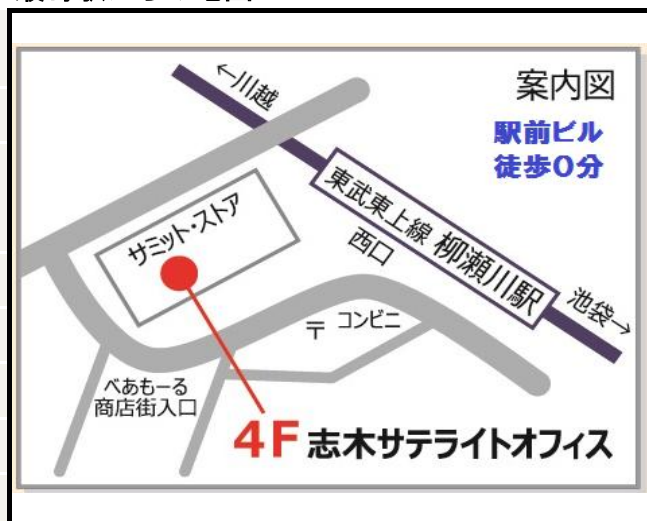 案内図
駅前ビル
徒歩0分
←川越
東武東上線 柳瀬川駅
西口
池袋→
サミット・ストア
〒 コンビニ
べあもーる
商店街入口
4F 志木サテライトオフィス